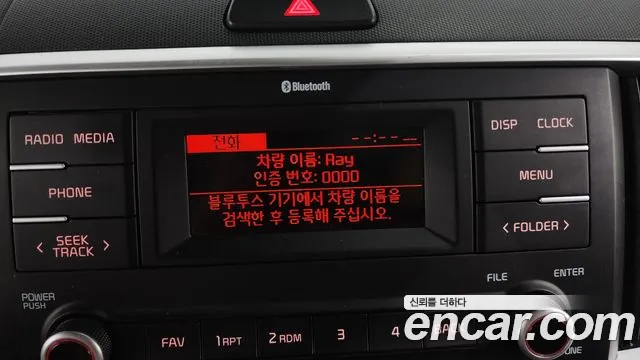 Bluetooth
RADIO MEDIA
PHONE
< SEEK TRACK >
전화
--:-- --
차량 이름: Ray
인증 번호: 0000
블루투스 기기에서 차량 이름을
검색한 후 등록해 주십시오.
DISP CLOCK
MENU
< FOLDER >
FILE
ENTER
POWER
PUSH
FAV
1 RPT
2 RDM
3
4
BACK
신뢰를 더하다
encar.com